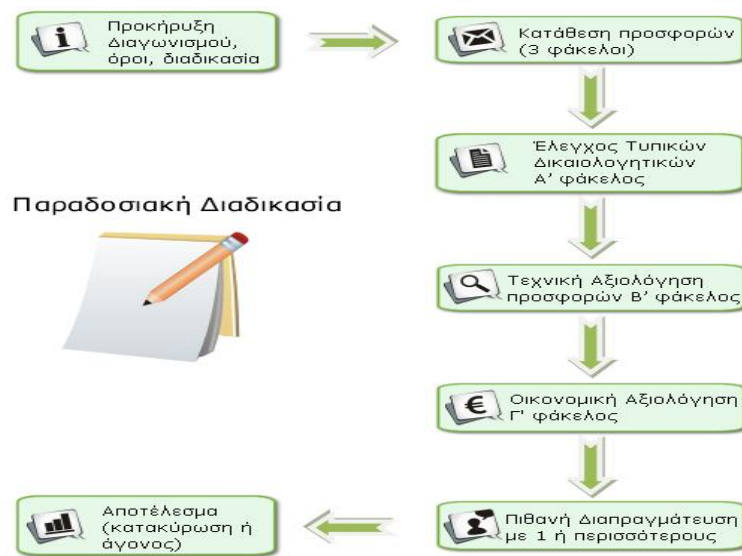 Προκήρυξη
Διαγωνισμού,
όροι, διαδικασία
Κατάθεση προσφορών
(3 φάκελοι)
Έλεγχος Τυπικών
Δικαιολογητικών
Α' φάκελος
Παραδοσιακή Διαδικασία
Τεχνική Αξιολόγηση
προσφορών Β' φάκελος
€
Οικονομική Αξιολόγηση
Γ' φάκελος
Πιθανή Διαπραγμάτευση
με 1 ή περισσότερους
Αποτέλεσμα
(κατακύρωση ή
άγονος)